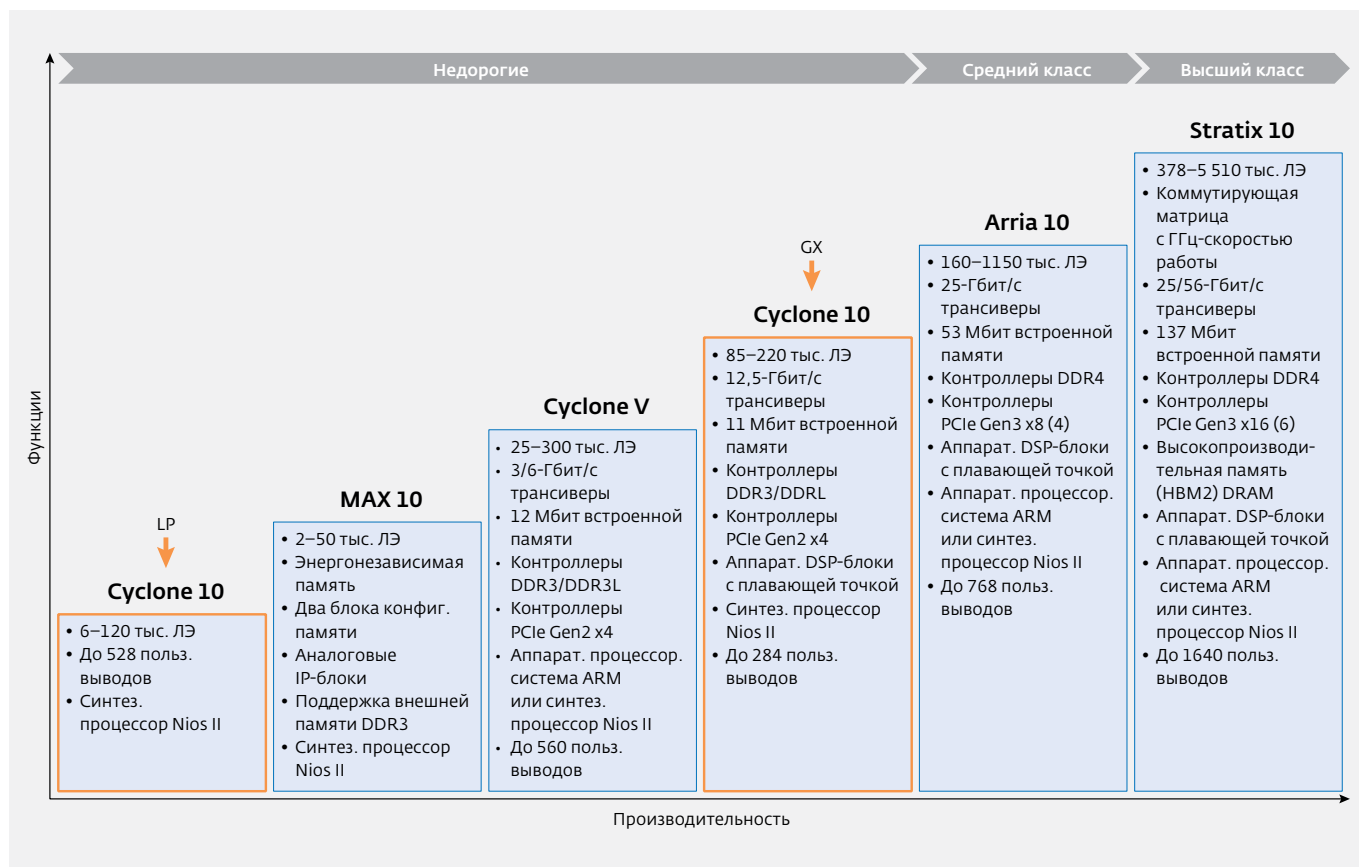 Недорогие
Средний класс
Высший класс
Функции
LP
Cyclone 10
• 6–120 тыс. ЛЭ
• До 528 польз.
выводов
• Синтез.
процессор Nios II
MAX 10
• 2–50 тыс. ЛЭ
• Энергонезависимая
память
• Два блока конфиг.
памяти
• Аналоговые
IP-блоки
• Поддержка внешней
памяти DDR3
• Синтез. процессор
Nios II
Cyclone V
• 25–300 тыс. ЛЭ
• 3/6-Гбит/с
трансиверы
• 12 Мбит встроенной
памяти
• Контроллеры
DDR3/DDR3L
• Контроллеры
PCIe Gen2 x4
• Аппарат. процессор.
система ARM
или синтез.
процессор Nios II
• До 560 польз.
выводов
GX
Cyclone 10
• 85–220 тыс. ЛЭ
• 12,5-Гбит/с
трансиверы
• 11 Мбит встроенной
памяти
• Контроллеры
DDR3/DDRL
• Контроллеры
PCIe Gen2 x4
• Аппарат. DSP-блоки
с плавающей точкой
• Синтез. процессор
Nios II
• До 284 польз.
выводов
Arria 10
• 160–1150 тыс. ЛЭ
• 25-Гбит/с
трансиверы
• 53 Мбит встроенной
памяти
• Контроллеры DDR4
• Контроллеры
PCIe Gen3 x8 (4)
• Аппарат. DSP-блоки
с плавающей точкой
• Аппарат. процессор.
система ARM
или синтез.
процессор Nios II
• До 768 польз.
выводов
Stratix 10
• 378–5 510 тыс. ЛЭ
• Коммутирующая
матрица
с ГГц-скоростью
работы
• 25/56-Гбит/с
трансиверы
• 137 Мбит
встроенной памяти
• Контроллеры DDR4
• Контроллеры
PCIe Gen3 x16 (6)
• Высокопроизводи-
тельная память
(HBM2) DRAM
• Аппарат. DSP-блоки
с плавающей точкой
• Аппарат. процессор.
система ARM
или синтез.
процессор Nios II
• До 1640 польз.
выводов
Производительность